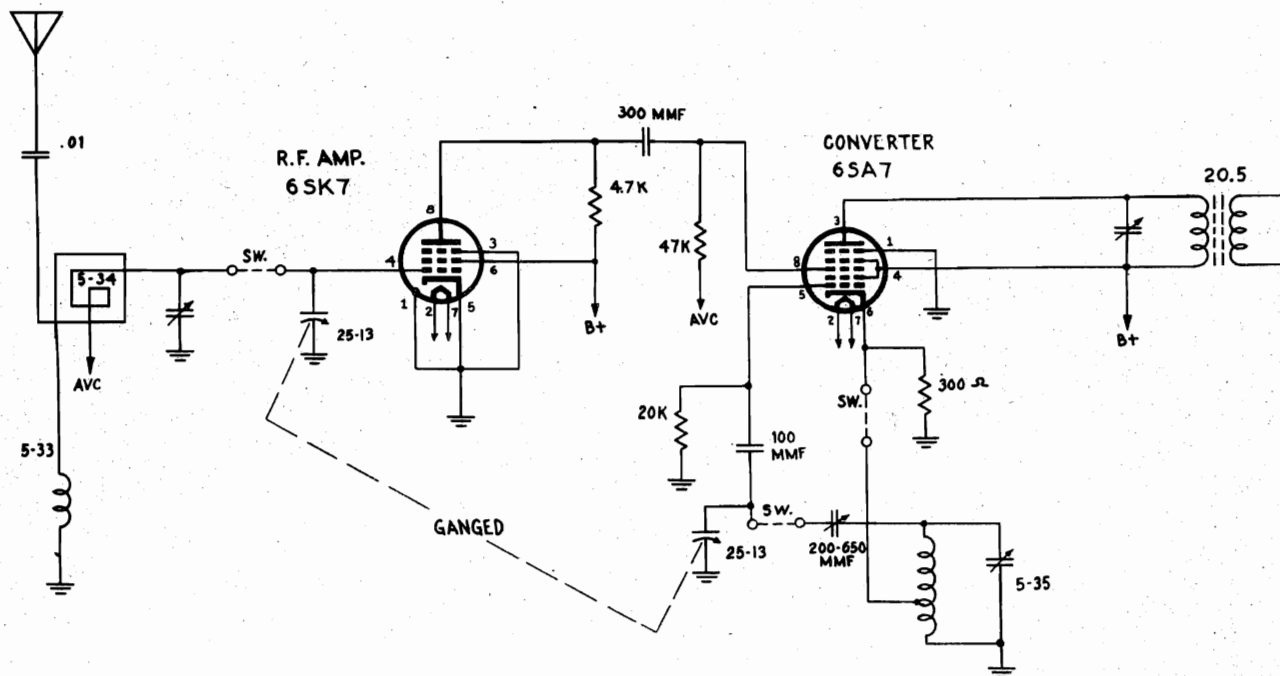 .01
R.F. AMP.
6SK7
300 MMF
4.7K
47K
AVC
B+
CONVERTER
6SA7
20.5
B+
5-34
AVC
5-33
SW.
25-13
8
4
3
6
1
2
7
5
3
1
8
4
5
2
7
6
SW.
300 Ω
20K
100
MMF
SW.
25-13
200-650
MMF
5-35
GANGED